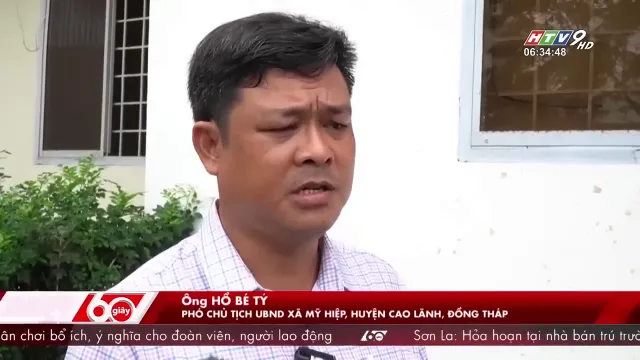 HTV9 HD
06:34:48
60 giây
Ông HỒ BÉ TÝ
PHÓ CHỦ TỊCH UBND XÃ MỸ HIỆP, HUYỆN CAO LÃNH, ĐỒNG THÁP
ân chơi bổ ích, ý nghĩa cho đoàn viên, người lao động 60 Sơn La: Hỏa hoạn tại nhà bán trú trườ